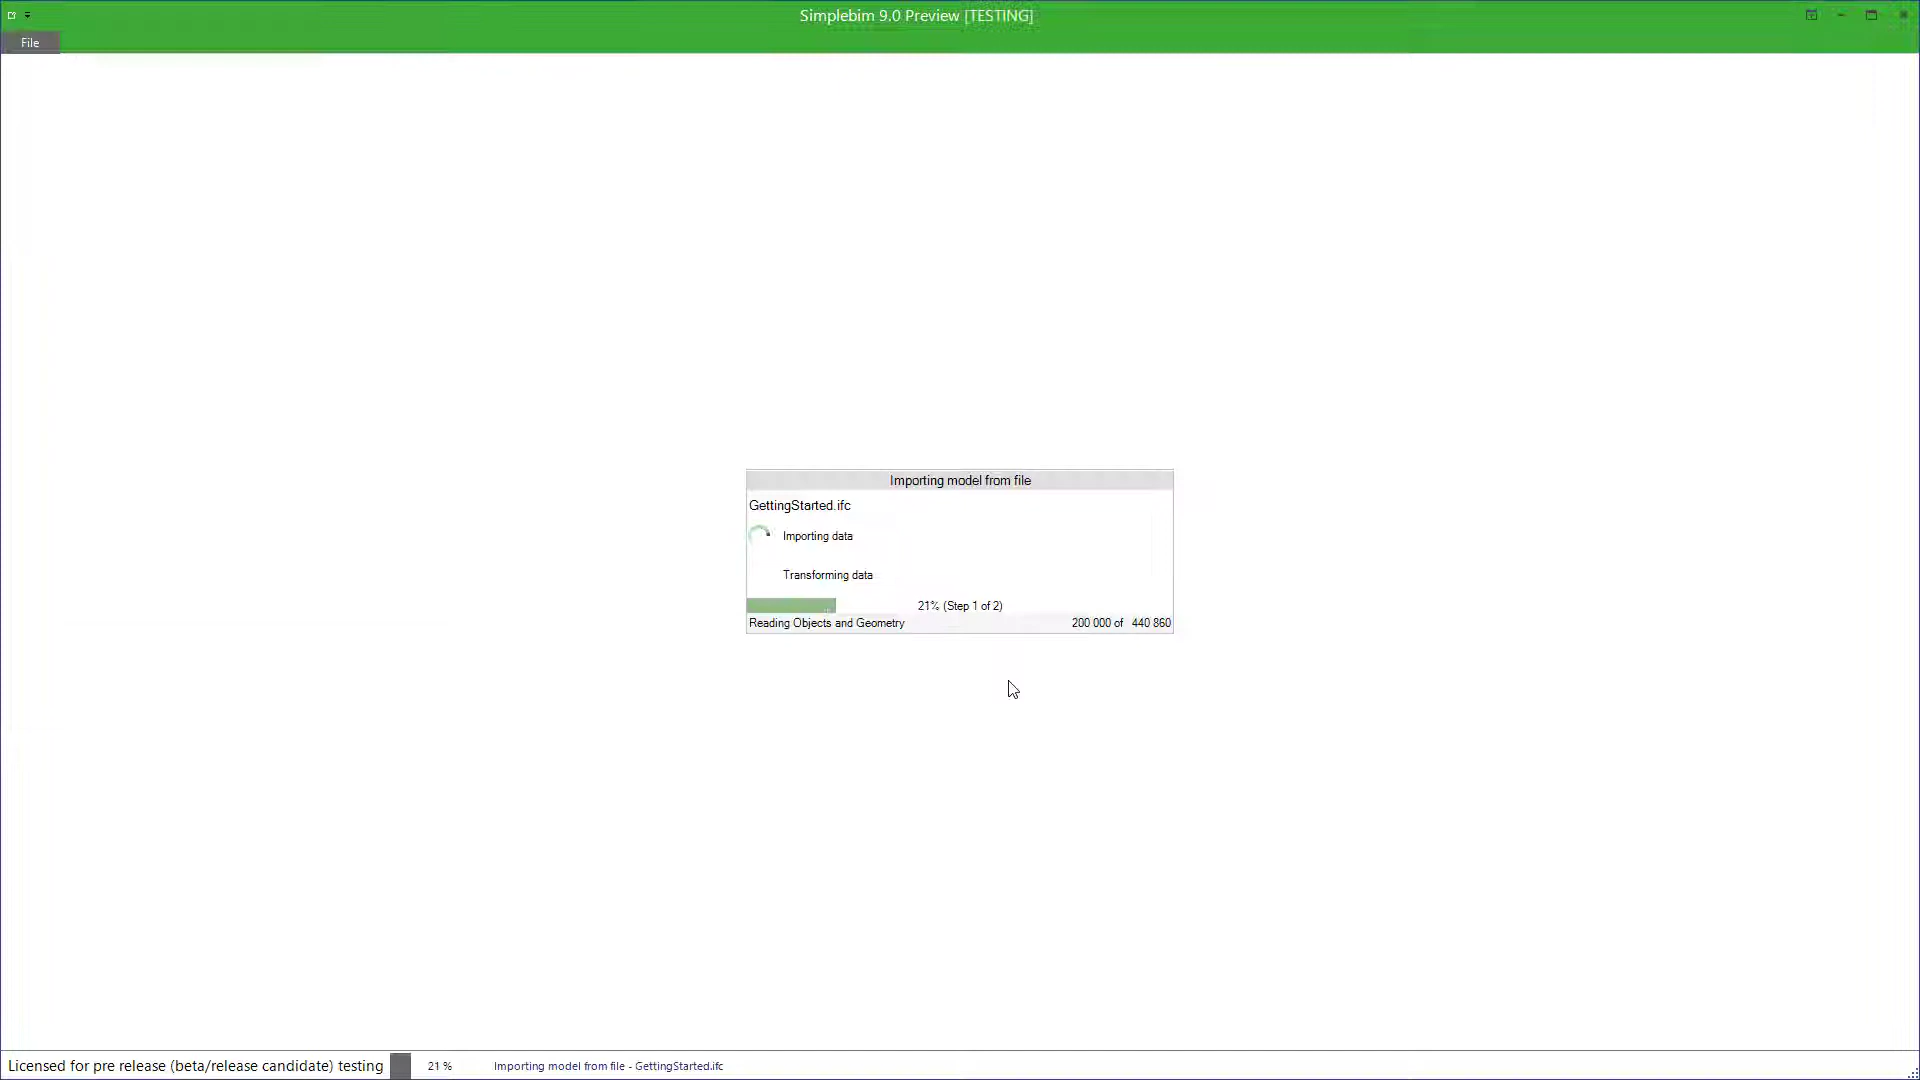 Simplebim 9.0 Preview [TESTING]
File
Importing model from file
GettingStarted.ifc
Importing data
Transforming data
21% (Step 1 of 2)
Reading Objects and Geometry 200 000 of 440 860
Licensed for pre release (beta/release candidate) testing 21 % Importing model from file - GettingStarted.ifc